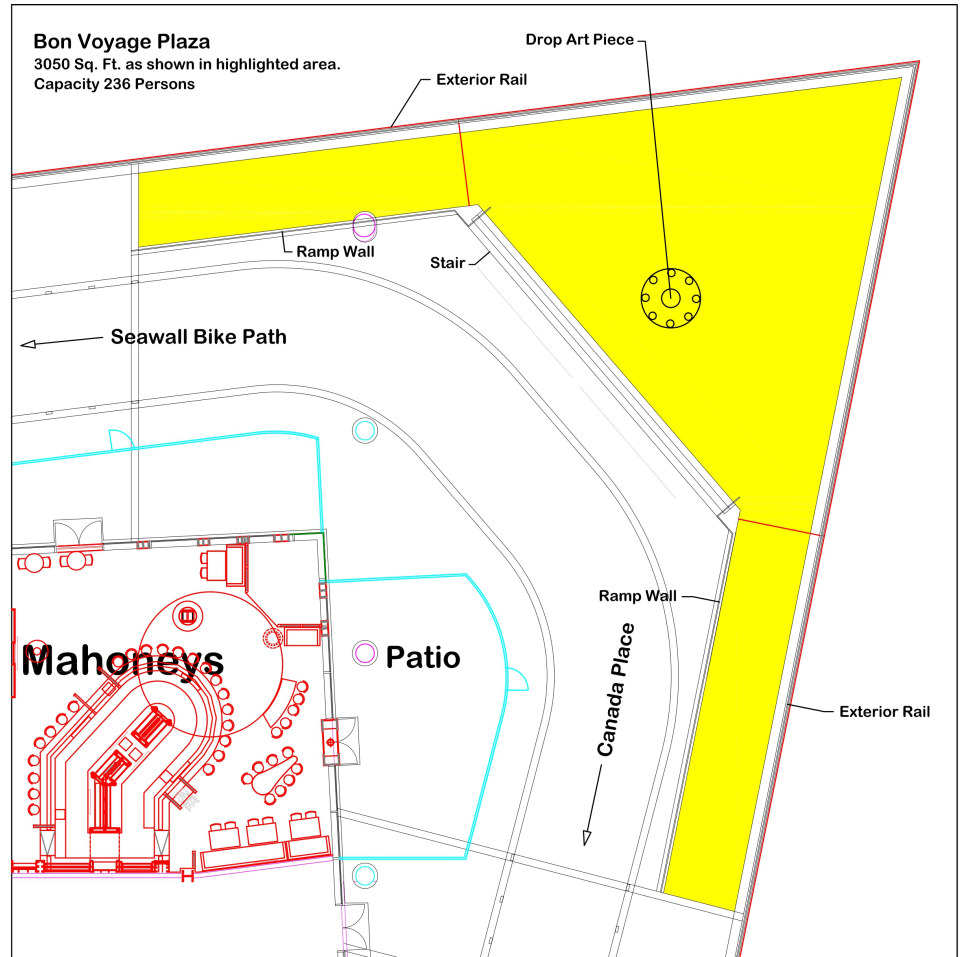 Bon Voyage Plaza
3050 Sq. Ft. as shown in highlighted area.
Capacity 236 Persons
Drop Art Piece
Exterior Rail
Ramp Wall
Stair
Seawall Bike Path
Ramp Wall
Mahoneys
Patio
Canada Place
Exterior Rail